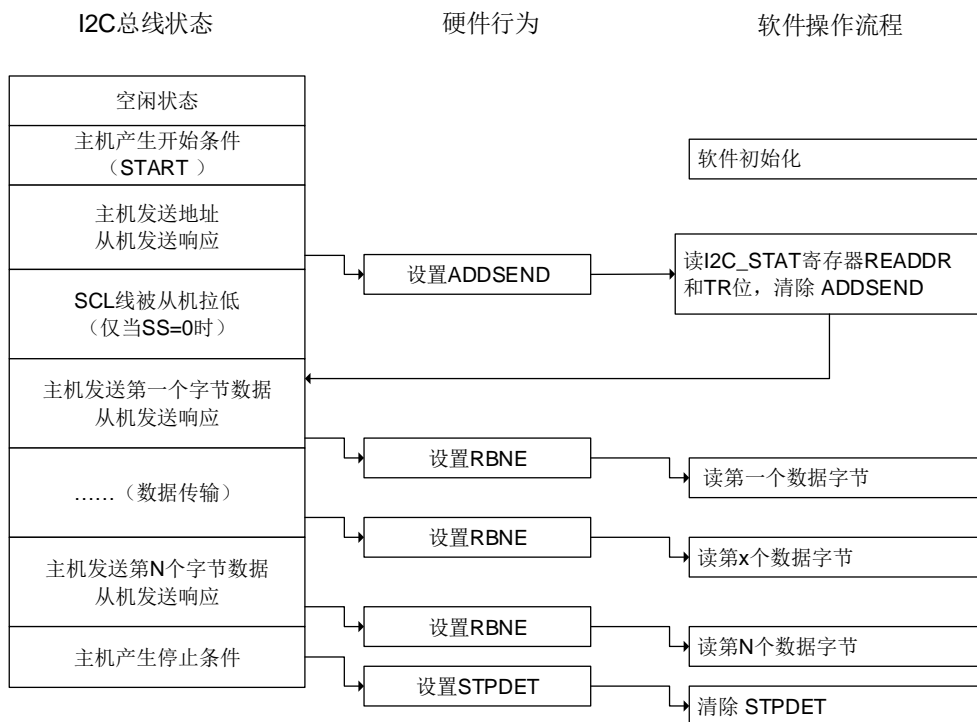 I2C总线状态
硬件行为
软件操作流程
空闲状态
主机产生开始条件
（START ）
软件初始化
主机发送地址
从机发送响应
设置ADDSEND
读I2C_STAT寄存器READDR
和TR位，清除 ADDSEND
SCL线被从机拉低
（仅当SS=0时）
主机发送第一个字节数据
从机发送响应
设置RBNE
读第一个数据字节
……（数据传输）
设置RBNE
读第x个数据字节
主机发送第N个字节数据
从机发送响应
设置RBNE
读第N个数据字节
主机产生停止条件
设置STPDET
清除 STPDET